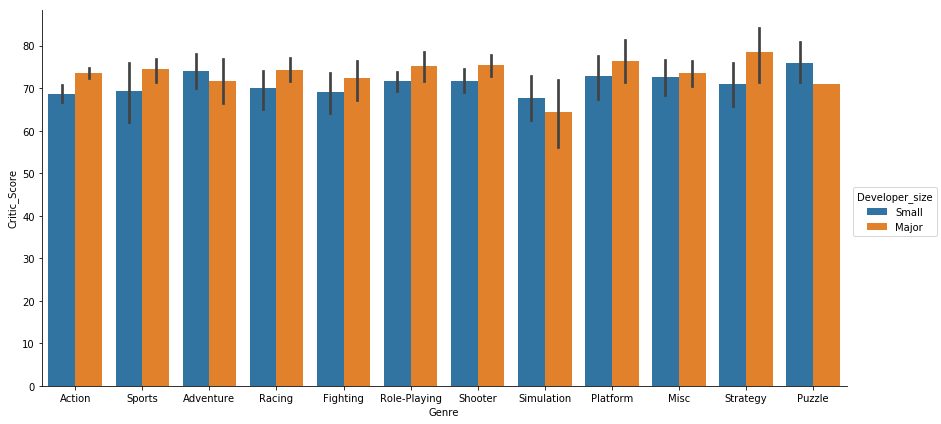 80
70
60
50
40
30
20
10
0
Critic_Score
Action Sports Adventure Racing Fighting Role-Playing Shooter Simulation Platform Misc Strategy Puzzle
Genre
Developer_size
Small
Major